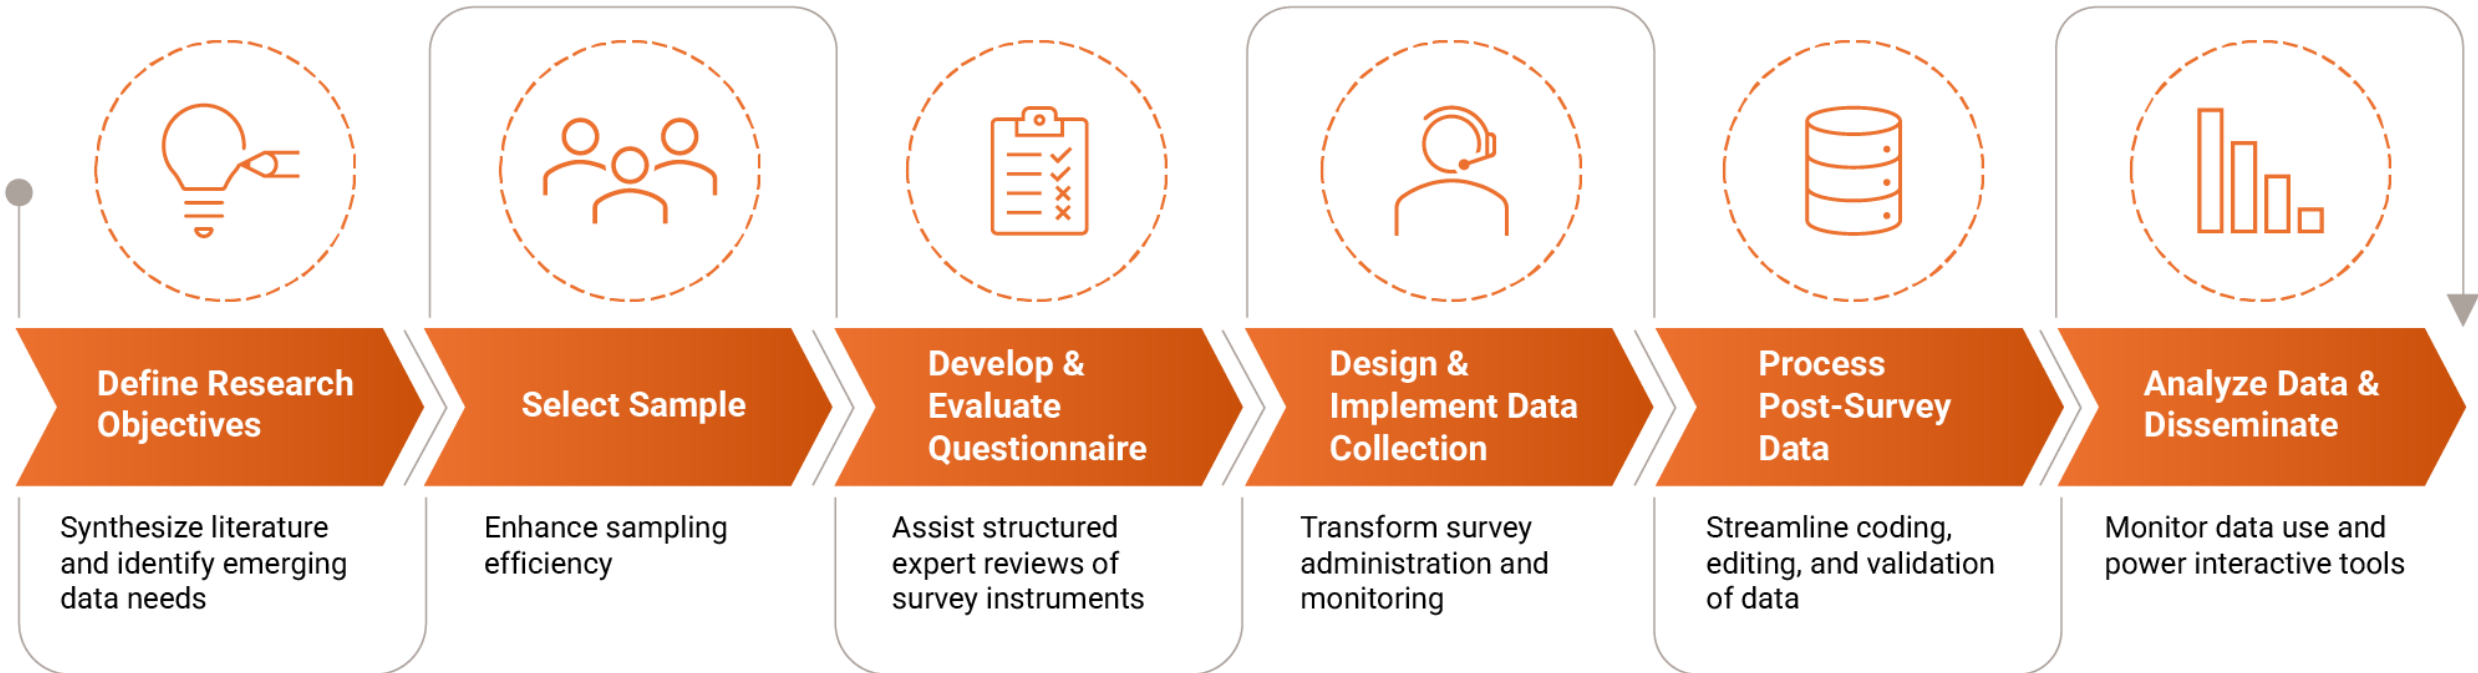 Define Research
Objectives
Synthesize literature
and identify emerging
data needs
Select Sample
Enhance sampling
efficiency
Develop &
Evaluate
Questionnaire
Assist structured
expert reviews of
survey instruments
Design &
Implement Data
Collection
Transform survey
administration and
monitoring
Process
Post-Survey
Data
Streamline coding,
editing, and validation
of data
Analyze Data &
Disseminate
Monitor data use and
power interactive tools